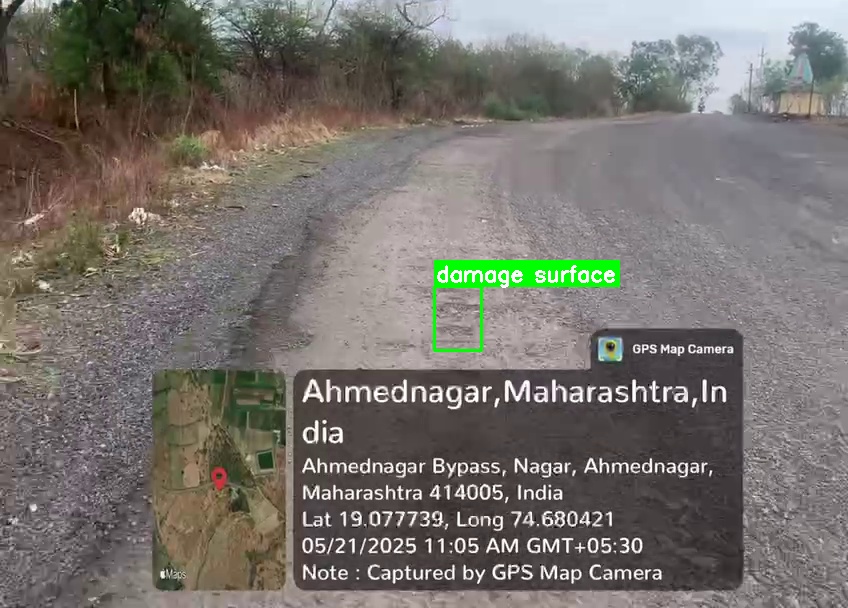 damage surface
GPS Map Camera
Ahmednagar,Maharashtra,In
dia
Ahmednagar Bypass, Nagar, Ahmednagar,
Maharashtra 414005, India
Lat 19.077739, Long 74.680421
05/21/2025 11:05 AM GMT+05:30
Note : Captured by GPS Map Camera
Maps